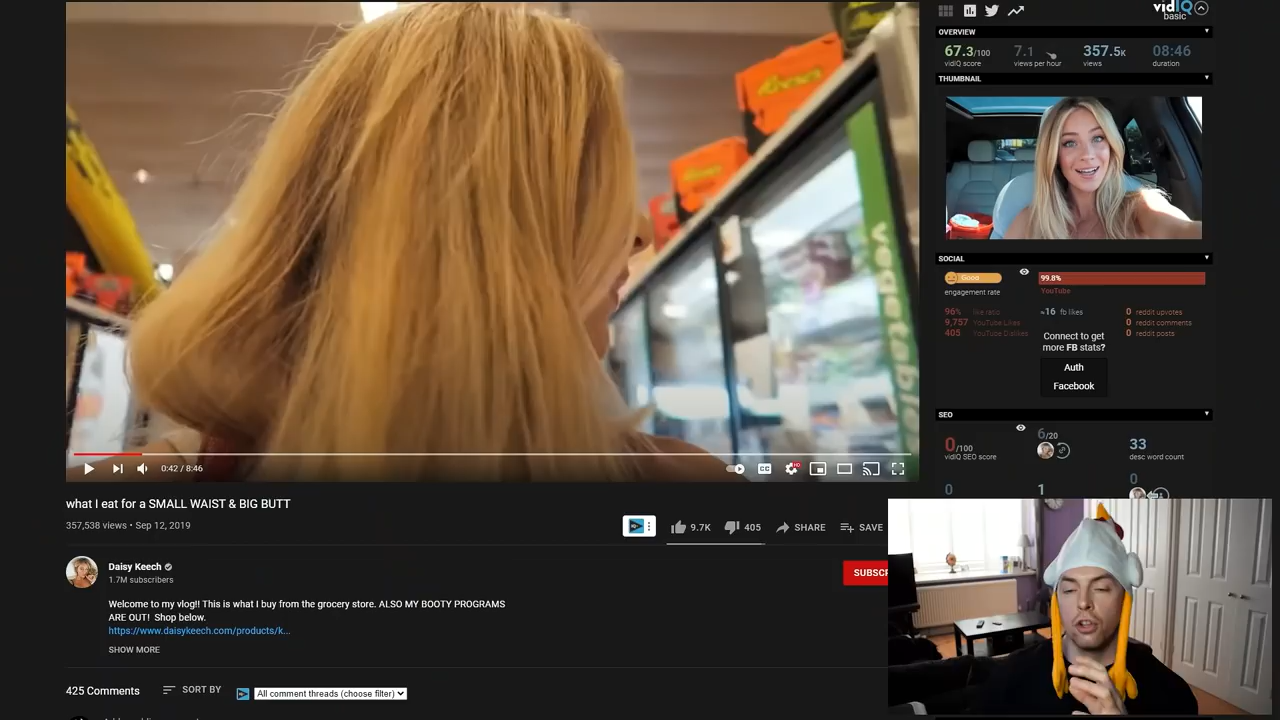 vidIQ
basic
OVERVIEW
67.3/100
vidIQ score
7.1
views per hour
357.5K
views
08:46
duration
THUMBNAIL
REESE'S
vegetab
SOCIAL
Good
engagement rate
99.8%
YouTube
96% like ratio
9,757 YouTube Likes
405 YouTube Dislikes
16 fb likes
0 reddit upvotes
0 reddit comments
0 reddit posts
Connect to get
more FB stats?
Auth
Facebook
SEO
0/100
vidIQ SEO score
6/20
33
desc word count
0
1
0
0:42 / 8:46
CC
HD
what I eat for a SMALL WAIST & BIG BUTT
357,538 views • Sep 12, 2019
9.7K
405
SHARE
SAVE
Daisy Keech
1.7M subscribers
SUBSCR
Welcome to my vlog!! This is what I buy from the grocery store. ALSO MY BOOTY PROGRAMS
ARE OUT! Shop below.
https://www.daisykeech.com/products/k...
SHOW MORE
425 Comments
SORT BY
All comment threads (choose filter)